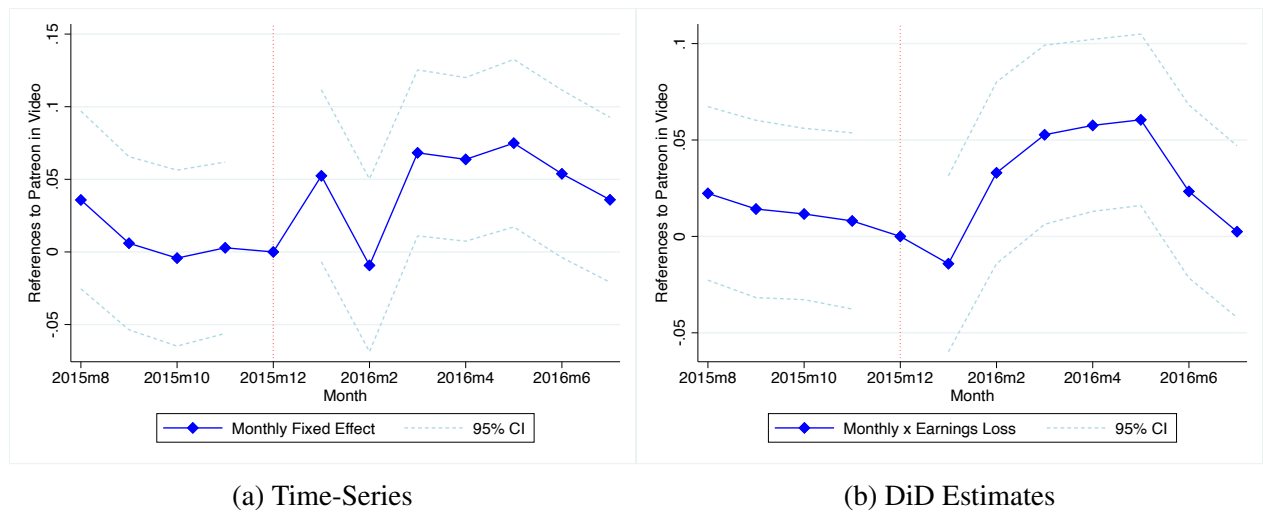 References to Patreon in Video
.15
.1
.05
0
-.05
2015m8
2015m10
2015m12
2016m2
2016m4
2016m6
Month
Monthly Fixed Effect
95% CI
(a) Time-Series
References to Patreon in Video
.1
.05
0
-.05
2015m8
2015m10
2015m12
2016m2
2016m4
2016m6
Month
Monthly x Earnings Loss
95% CI
(b) DiD Estimates